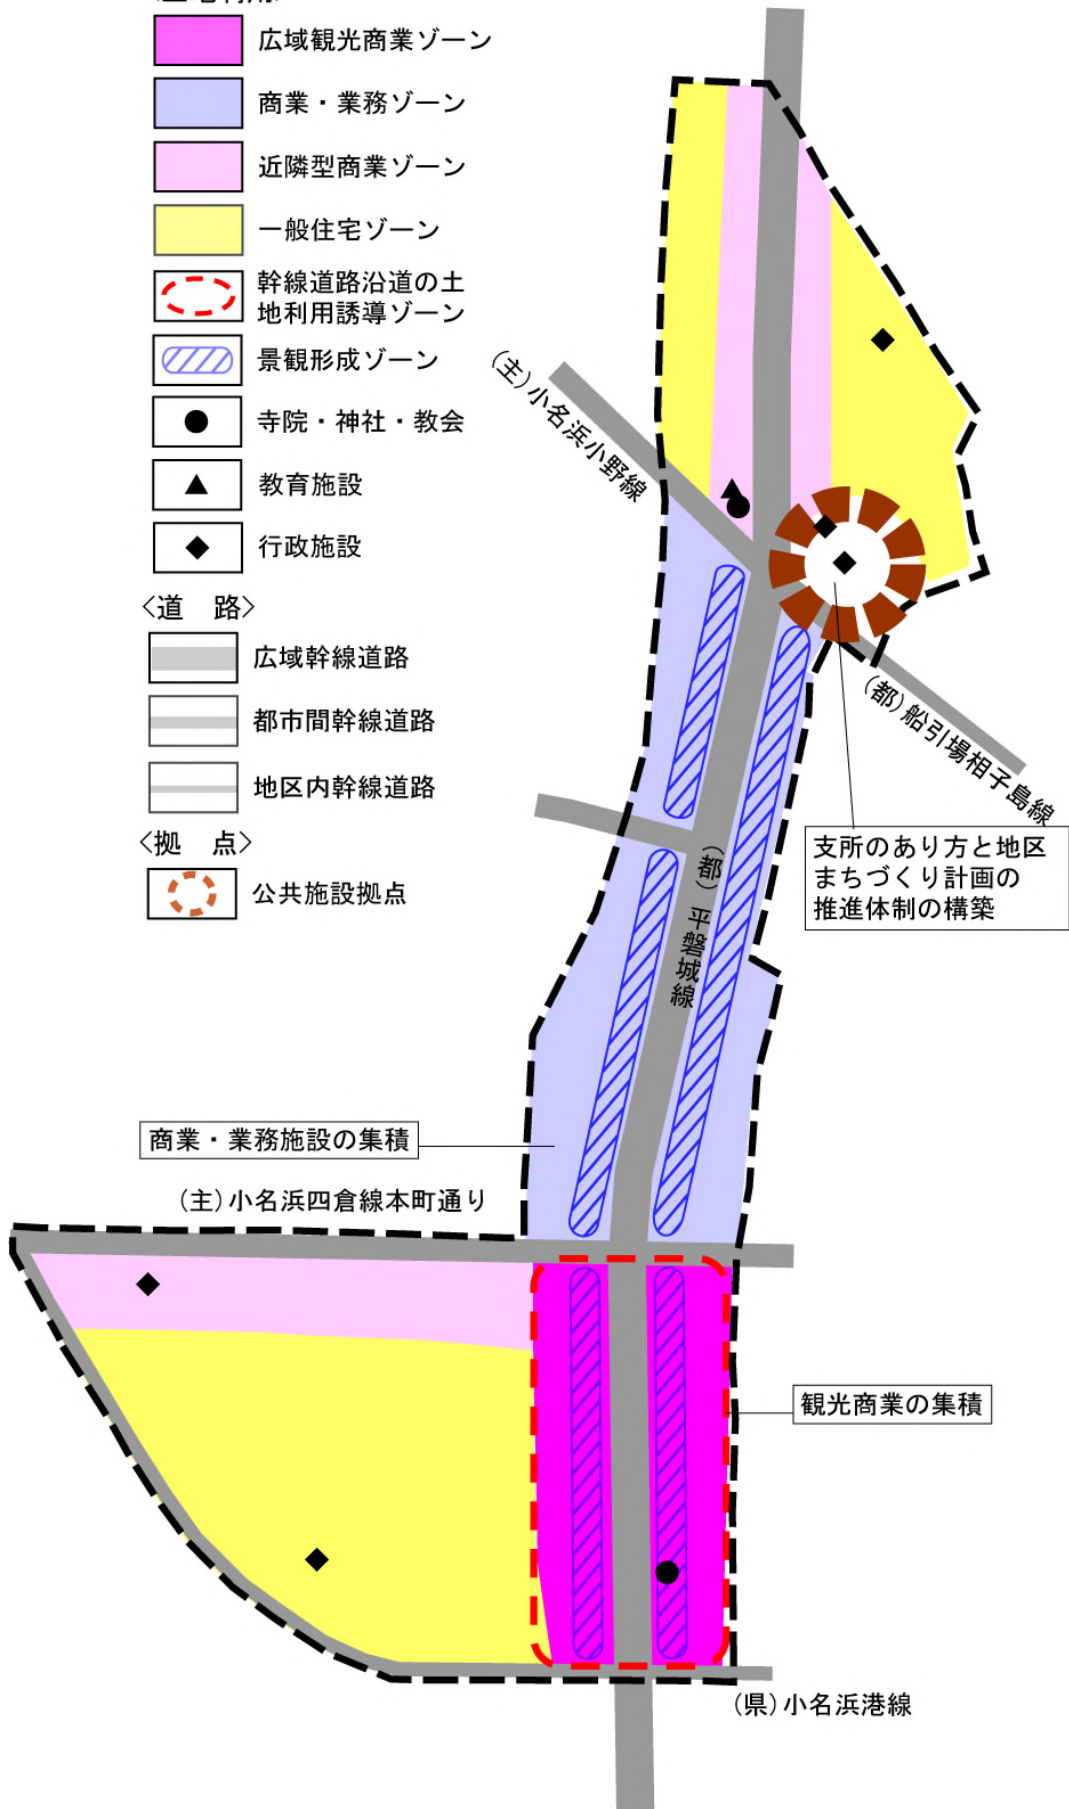 広域観光商業ゾーン
商業・業務ゾーン
近隣型商業ゾーン
一般住宅ゾーン
幹線道路沿道の土
地利用誘導ゾーン
景観形成ゾーン
寺院・神社・教会
教育施設
行政施設
〈道　路〉
広域幹線道路
都市間幹線道路
地区内幹線道路
〈拠　点〉
公共施設拠点
(主)小名浜小野線
(都)船引場相子島線
支所のあり方と地区
まちづくり計画の
推進体制の構築
(都)平磐城線
商業・業務施設の集積
(主)小名浜四倉線本町通り
観光商業の集積
(県)小名浜港線